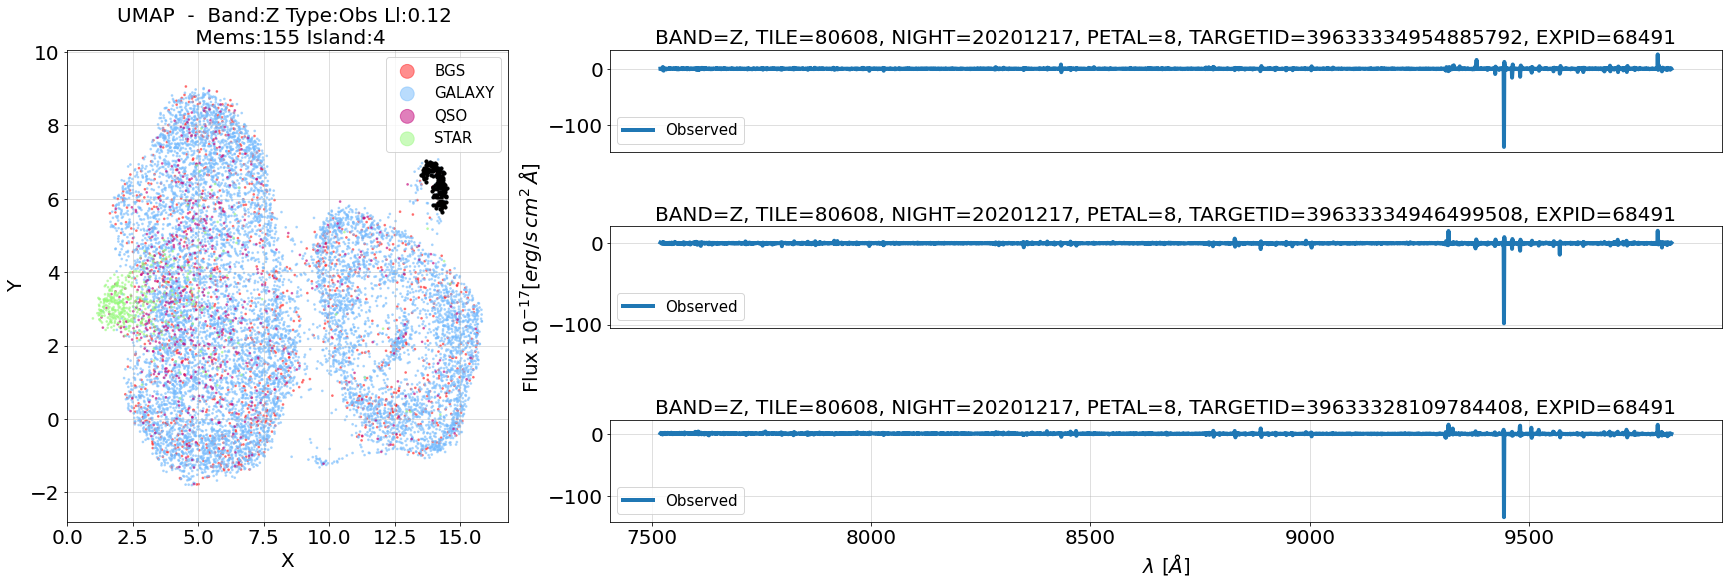 UMAP  -  Band:Z Type:Obs Ll:0.12
Mems:155 Island:4
10
8
6
4
2
0
−2
Y
0.0 2.5 5.0 7.5 10.0 12.5 15.0
X
BGS
GALAXY
QSO
STAR
Flux 10^{−17}[erg/s cm^2 Å]
BAND=Z, TILE=80608, NIGHT=20201217, PETAL=8, TARGETID=39633334954885792, EXPID=68491
0
−100
Observed
BAND=Z, TILE=80608, NIGHT=20201217, PETAL=8, TARGETID=39633334946499508, EXPID=68491
0
−100
Observed
BAND=Z, TILE=80608, NIGHT=20201217, PETAL=8, TARGETID=39633328109784408, EXPID=68491
0
−100
Observed
7500 8000 8500 9000 9500
λ [Å]